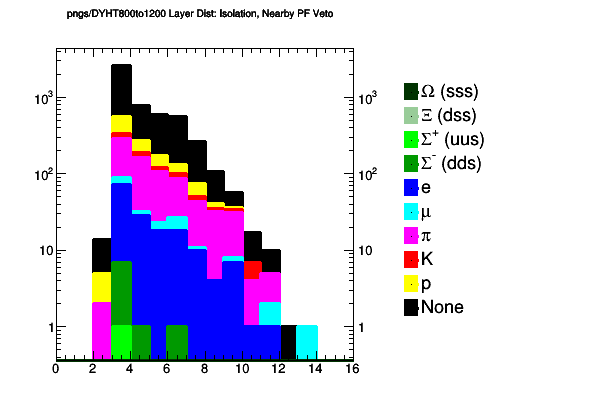 pngs/DYHT800to1200 Layer Dist: Isolation, Nearby PF Veto
10³ 10³
10² 10²
10 10
1 1
0 2 4 6 8 10 12 14 16
Ω (sss)
Ξ (dss)
Σ⁺ (uus)
Σ⁻ (dds)
e
μ
π
K
p
None